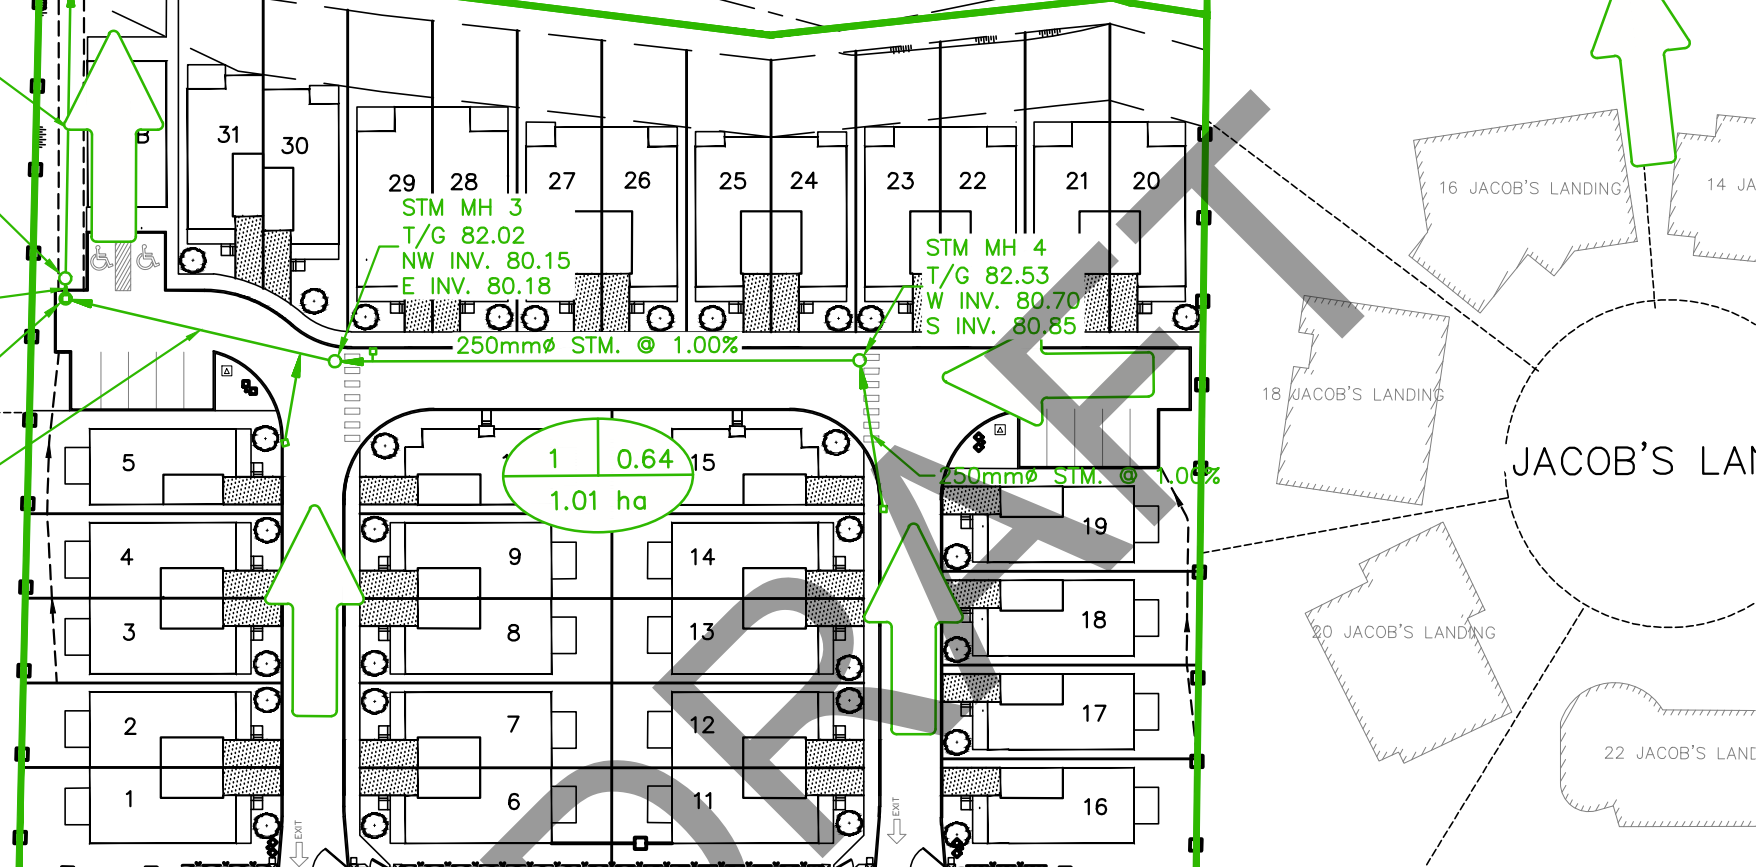 B
31
30
29
28
27
26
25
24
23
22
21
20
STM MH 3
T/G 82.02
NW INV. 80.15
E INV. 80.18
STM MH 4
T/G 82.53
W INV. 80.70
S INV. 80.85
250mmø STM. @ 1.00%
16 JACOB'S LANDING
14 JA
18 JACOB'S LANDING
JACOB'S LAN
20 JACOB'S LANDING
22 JACOB'S LAND
5
1
0.64
1.01 ha
15
250mmø STM. @ 1.00%
19
4
9
14
3
8
13
18
2
7
12
17
1
6
11
16
EXIT
EXIT
DRAFT